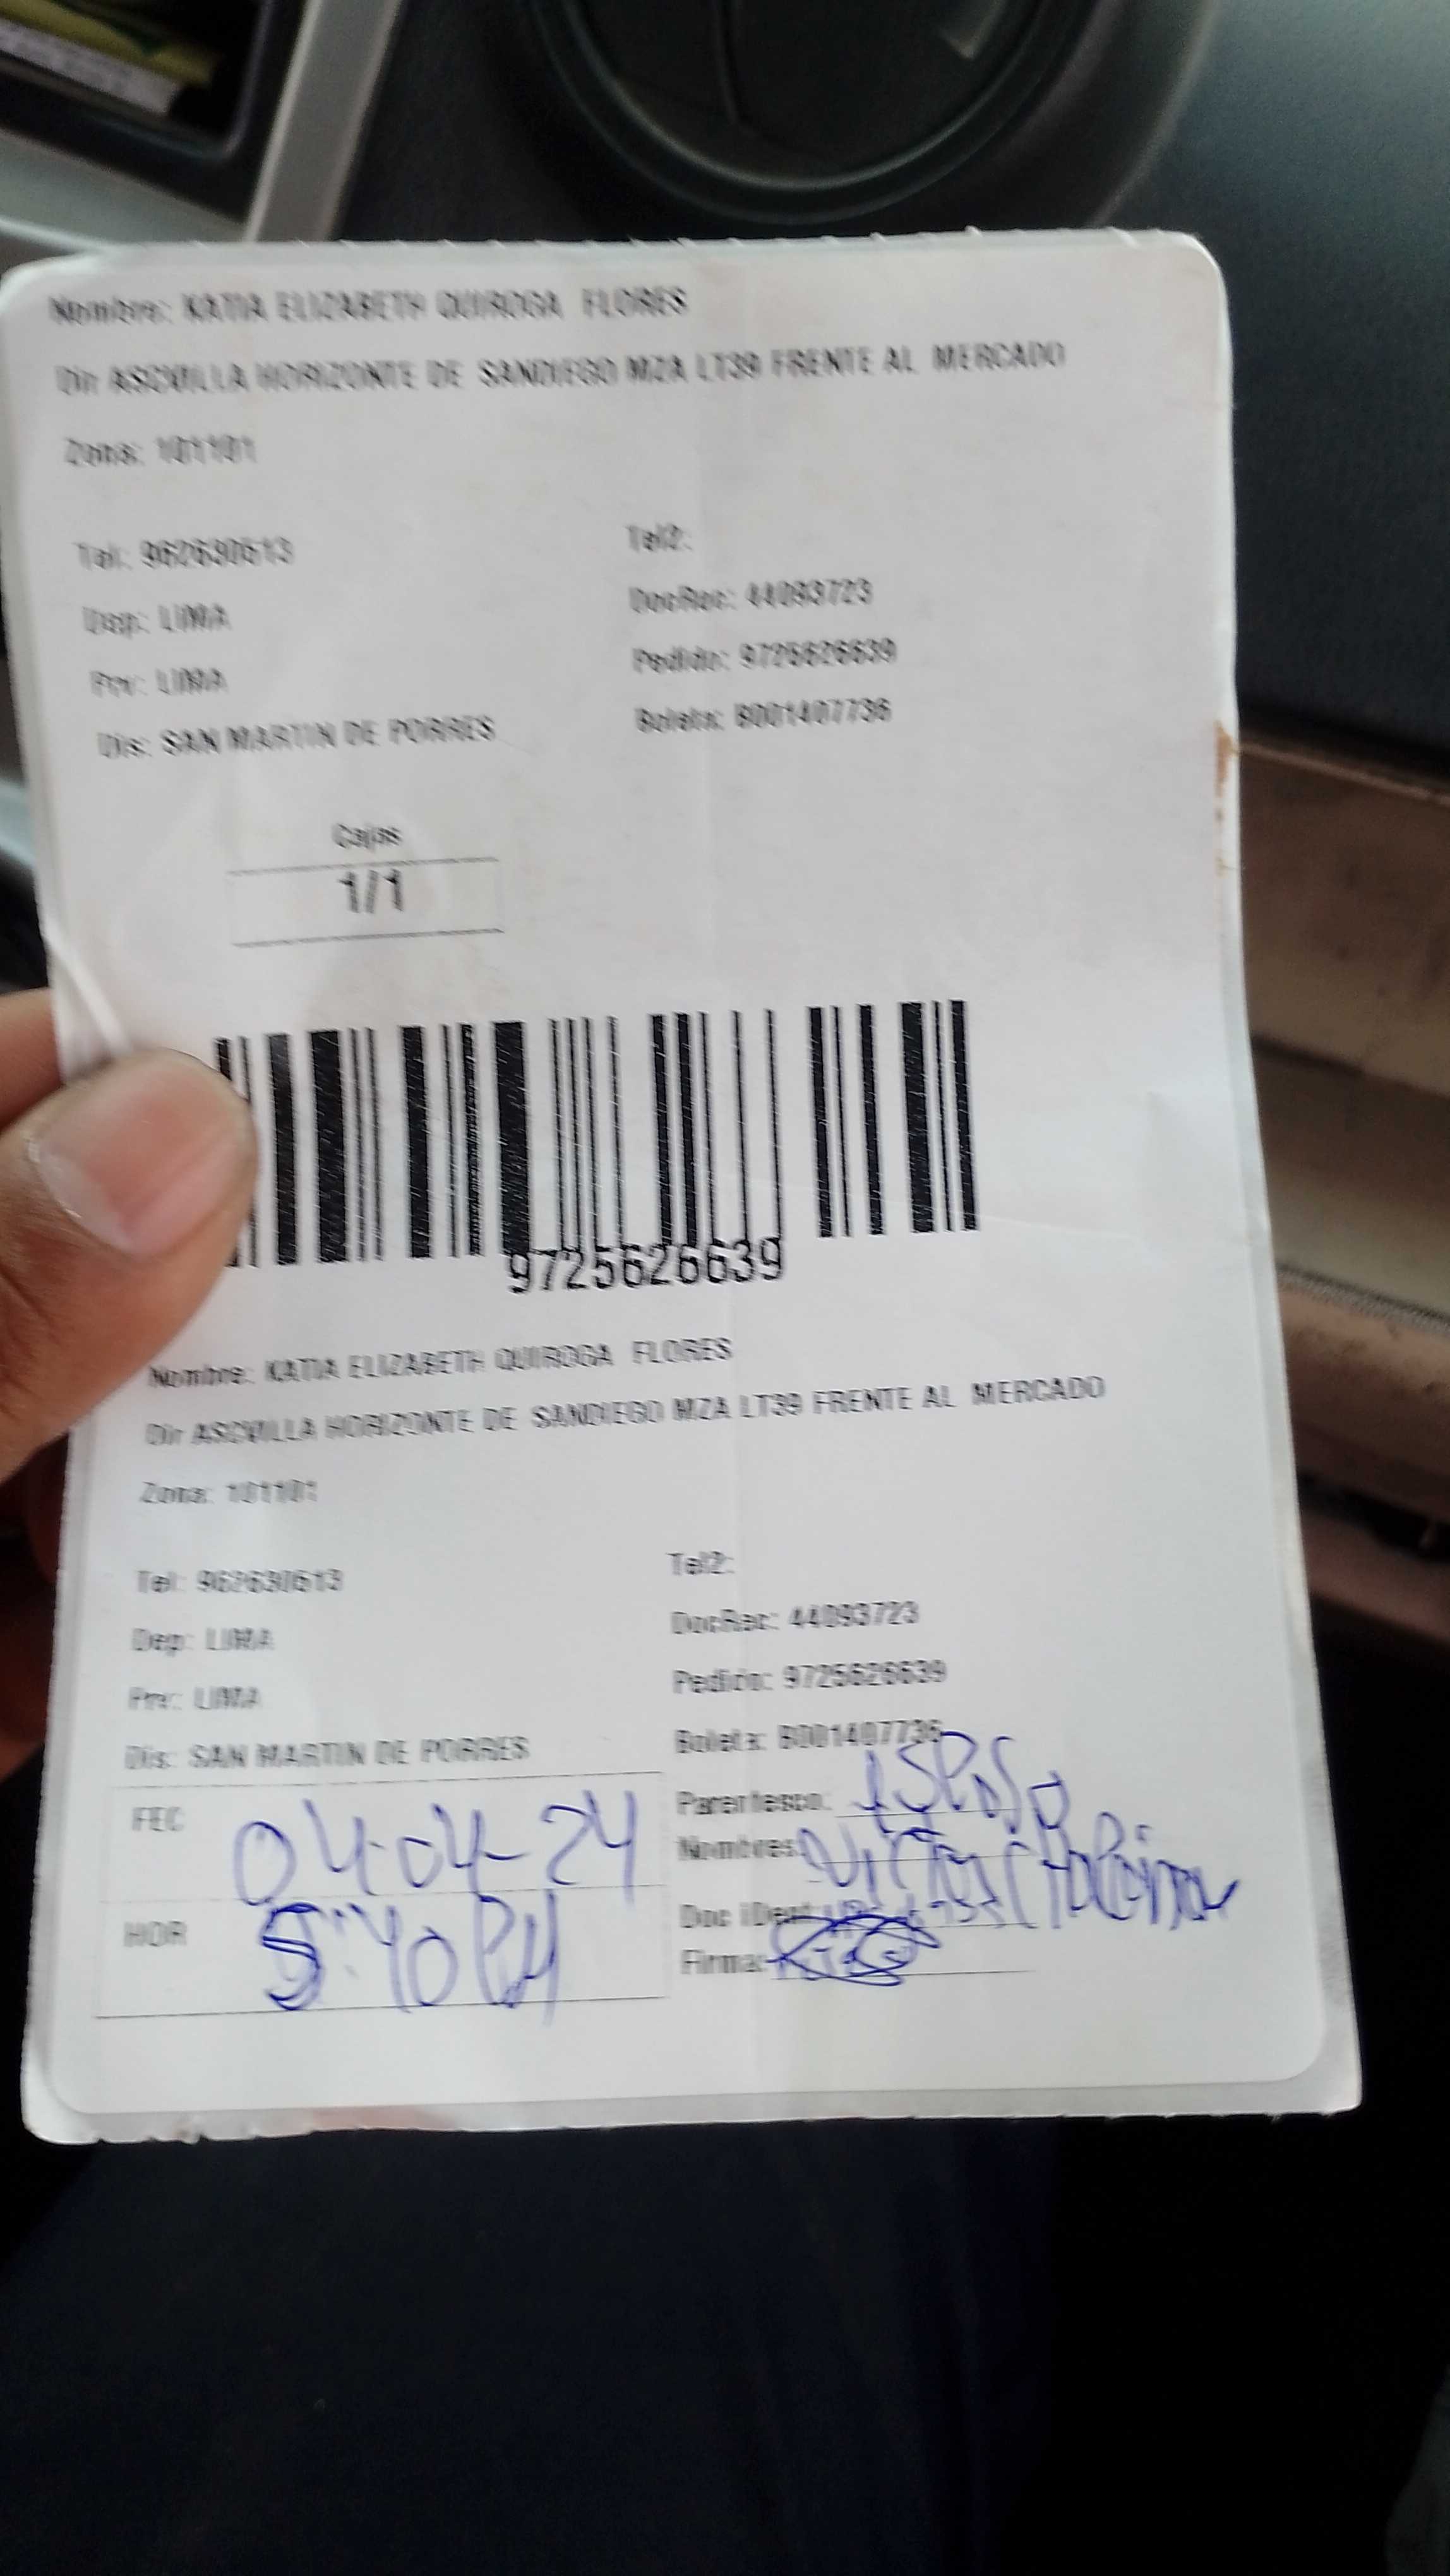 Nombre: KATIA ELIZABETH QUIROGA FLORES
Dir ASCVILLA HORIZONTE DE SANDIEGO MZA LT39 FRENTE AL MERCADO
Zona: 101101
Tel: 962630513 Tel2:
Dep: LIMA DocRec: 44093723
Prv: LIMA Pedido: 9725626639
Dis: SAN MARTIN DE PORRES Boleta: B001407736
Cajas
1/1
9725626639
Nombre: KATIA ELIZABETH QUIROGA FLORES
Dir ASCVILLA HORIZONTE DE SANDIEGO MZA LT39 FRENTE AL MERCADO
Zona: 101101
Tel: 962630513 Tel2:
Dep: LIMA DocRec: 44093723
Prv: LIMA Pedido: 9725626639
Dis: SAN MARTIN DE PORRES Boleta: B001407736
FEC 04-04-24 Parentesco: esposo
Nombres:
HOR 5:40 PM Doc iDent:
Firma: